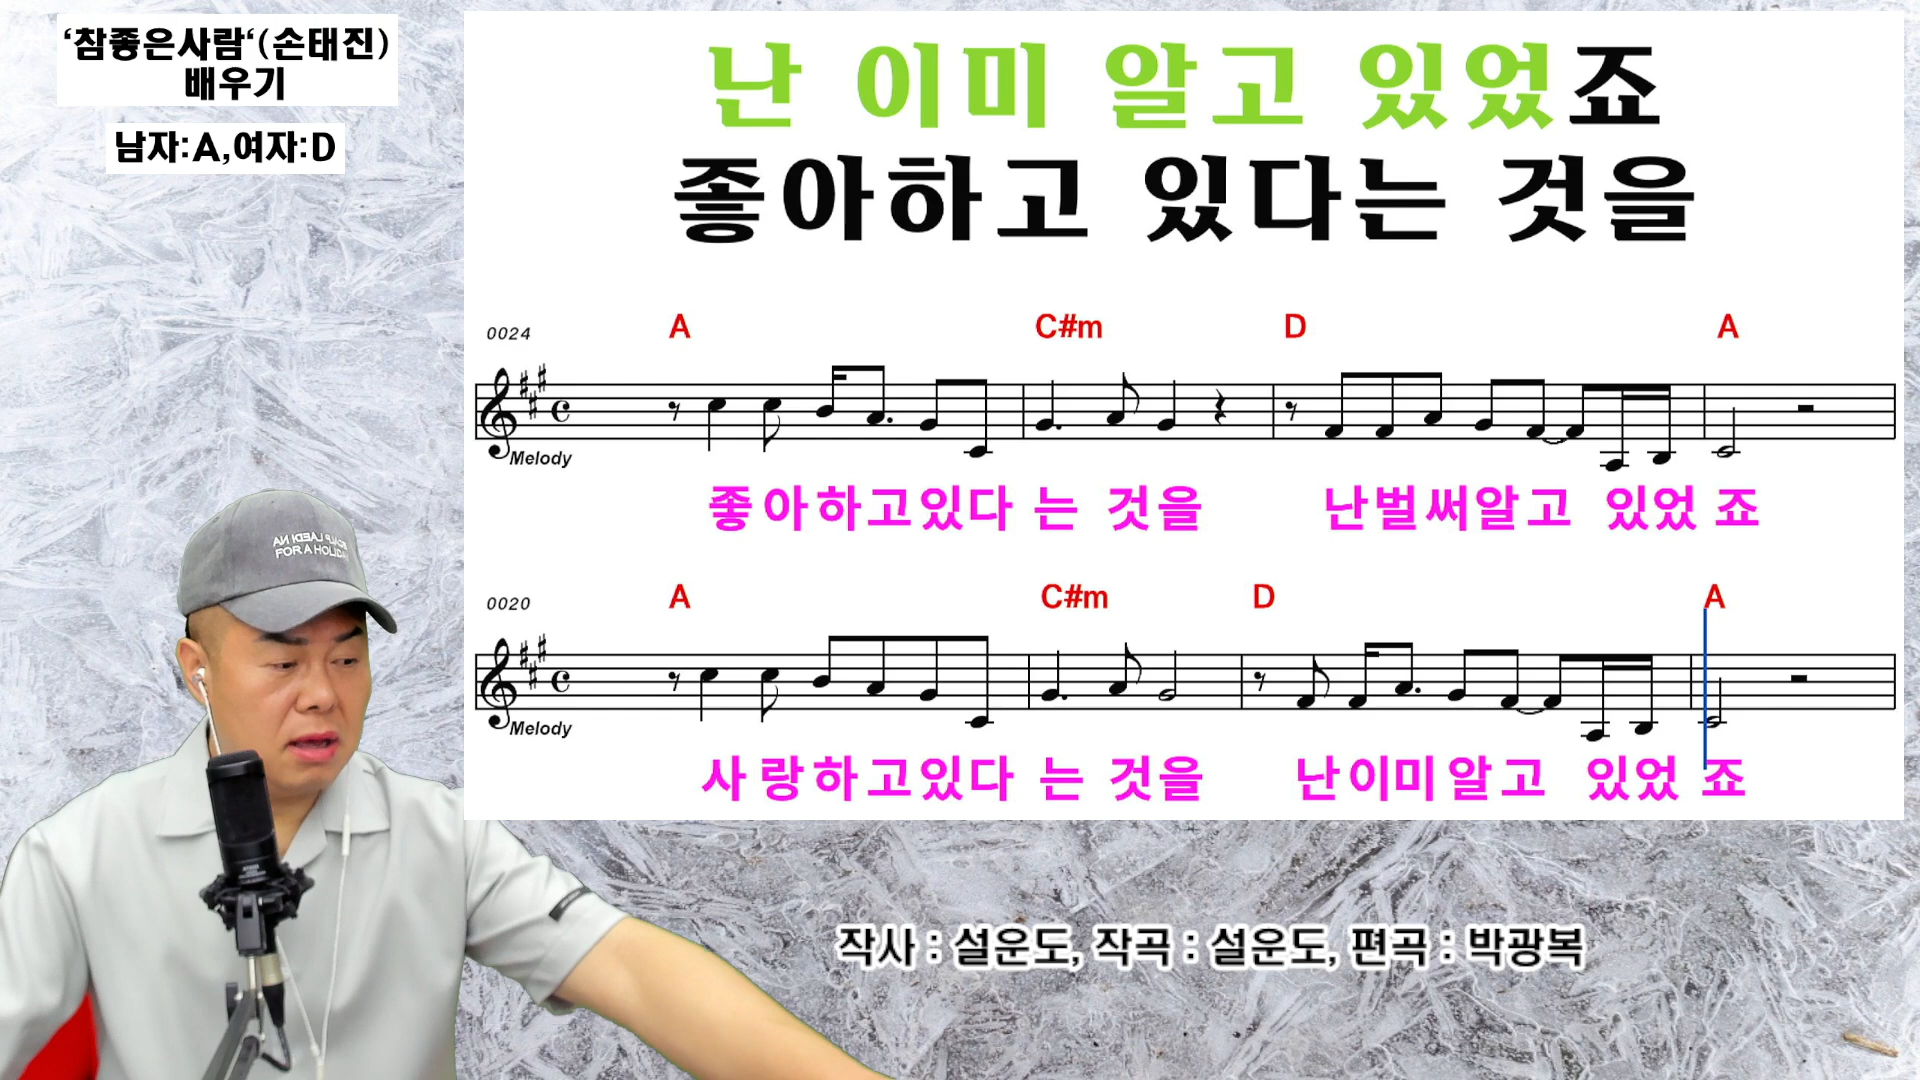 ‘참좋은사람‘(손태진)
배우기
남자:A,여자:D
난 이미 알고 있었죠
좋아하고 있다는 것을
0024 A C#m D A
Melody
좋아하고있다 는 것을 난벌써알고 있었 죠
0020 A C#m D A
Melody
사랑하고있다 는 것을 난이미알고 있었 죠
FOR A HOLIDA
작사 : 설운도, 작곡 : 설운도, 편곡 : 박광복